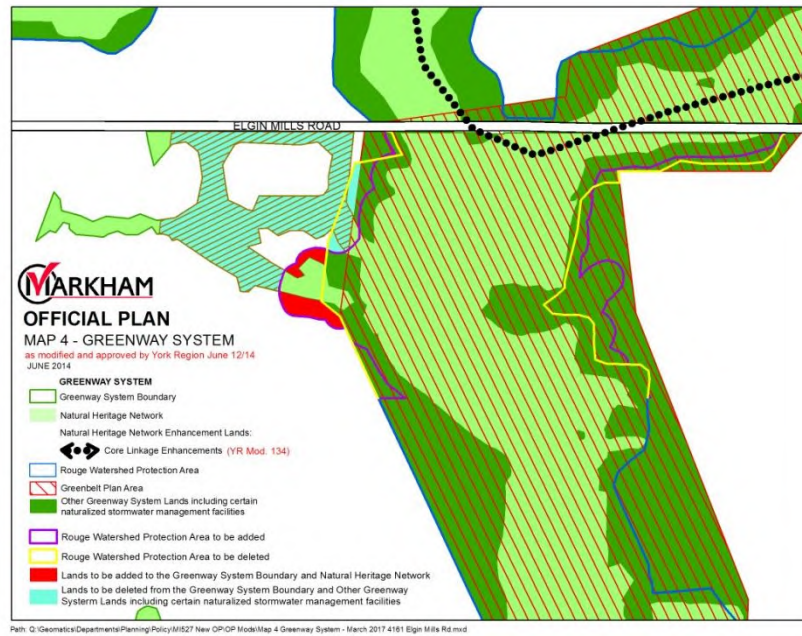 ELGIN MILLS ROAD
MARKHAM
OFFICIAL PLAN
MAP 4 - GREENWAY SYSTEM
as modified and approved by York Region June 12/14
JUNE 2014
GREENWAY SYSTEM
Greenway System Boundary
Natural Heritage Network
Natural Heritage Network Enhancement Lands:
Core Linkage Enhancements (YR Mod. 134)
Rouge Watershed Protection Area
Greenbelt Plan Area
Other Greenway System Lands including certain
naturalized stormwater management facilities
Rouge Watershed Protection Area to be added
Rouge Watershed Protection Area to be deleted
Lands to be added to the Greenway System Boundary and Natural Heritage Network
Lands to be deleted from the Greenway System Boundary and Other Greenway
Systerm Lands including certain naturalized stormwater management facilities
Path: Q:\Geomatics\Departments\Planning\Policy\MI527 New OP\OP Mods\Map 4 Greenway System - March 2017 4161 Elgin Mills Rd.mxd